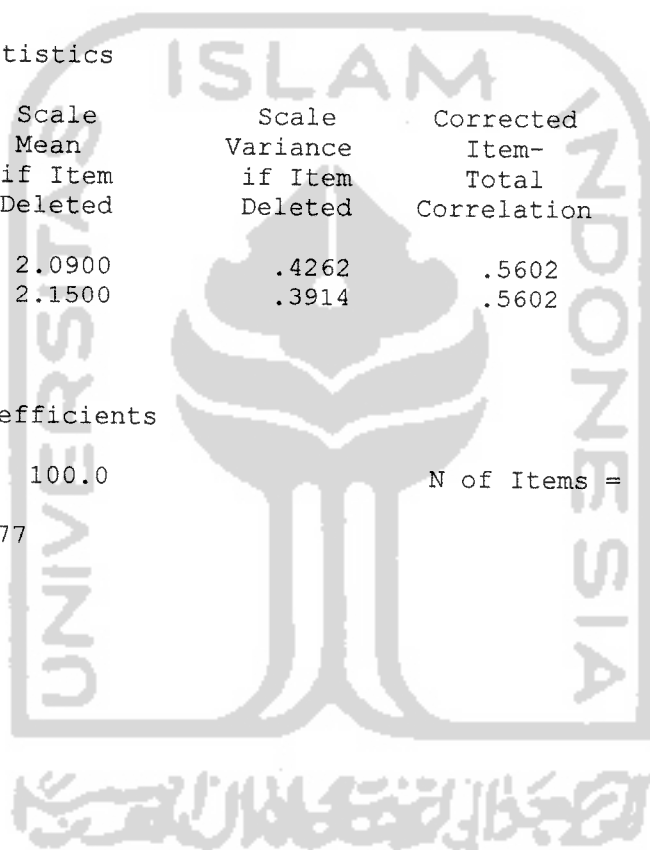 tistics
Scale Scale Corrected
Mean Variance Item-
if Item if Item Total
Deleted Deleted Correlation
2.0900 .4262 .5602
2.1500 .3914 .5602
efficients
100.0 N of Items =
77
UNIVERSITAS
ISLAM
INDONESIA